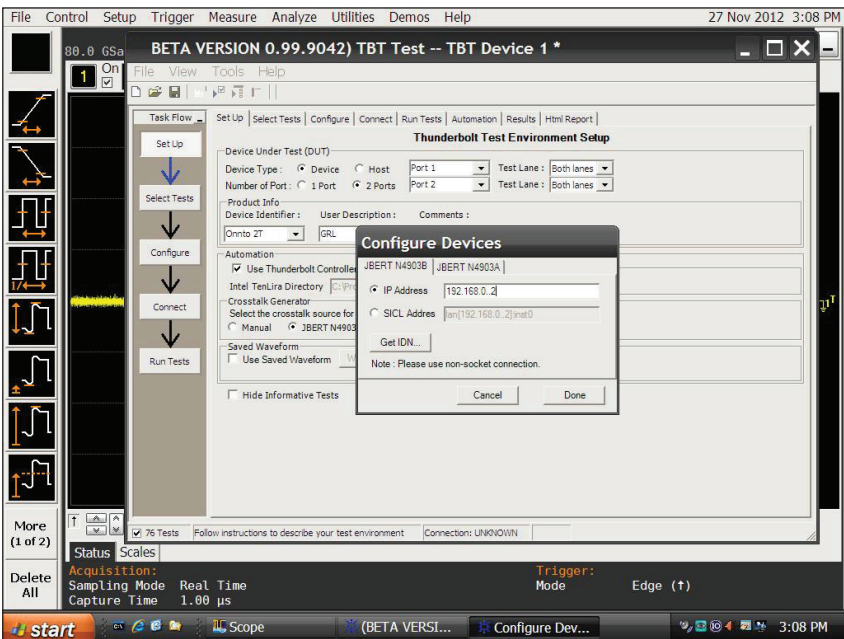 File Control Setup Trigger Measure Analyze Utilities Demos Help 27 Nov 2012 3:08 PM
80.0 GSa
BETA VERSION 0.99.9042) TBT Test -- TBT Device 1 *
1 On
File View Tools Help
Task Flow
Set Up Select Tests Configure Connect Run Tests Automation Results Html Report
Thunderbolt Test Environment Setup
Set Up
Select Tests
Configure
Connect
Run Tests
Device Under Test (DUT)
Device Type : Device Host Port 1 Test Lane : Both lanes
Number of Port : 1 Port 2 Ports Port 2 Test Lane : Both lanes
Product Info
Device Identifier : User Description : Comments :
Onnto 2T GRL
Automation
Use Thunderbolt Controller
Intel TenLira Directory
Crosstalk Generator
Select the crosstalk source for
Manual JBERT N4903
Saved Waveform
Use Saved Waveform
Hide Informative Tests
Configure Devices
JBERT N4903B JBERT N4903A
IP Address 192.168.0..2
SICL Addres lan[192.168.0..2]:inst0
Get IDN...
Note : Please use non-socket connection.
Cancel Done
76 Tests Follow instructions to describe your test environment Connection: UNKNOWN
More
(1 of 2)
Delete
All
Status Scales
Acquisition: Trigger:
Sampling Mode Real Time Mode Edge (↑)
Capture Time 1.00 µs
start Scope (BETA VERSI... Configure Dev... 3:08 PM